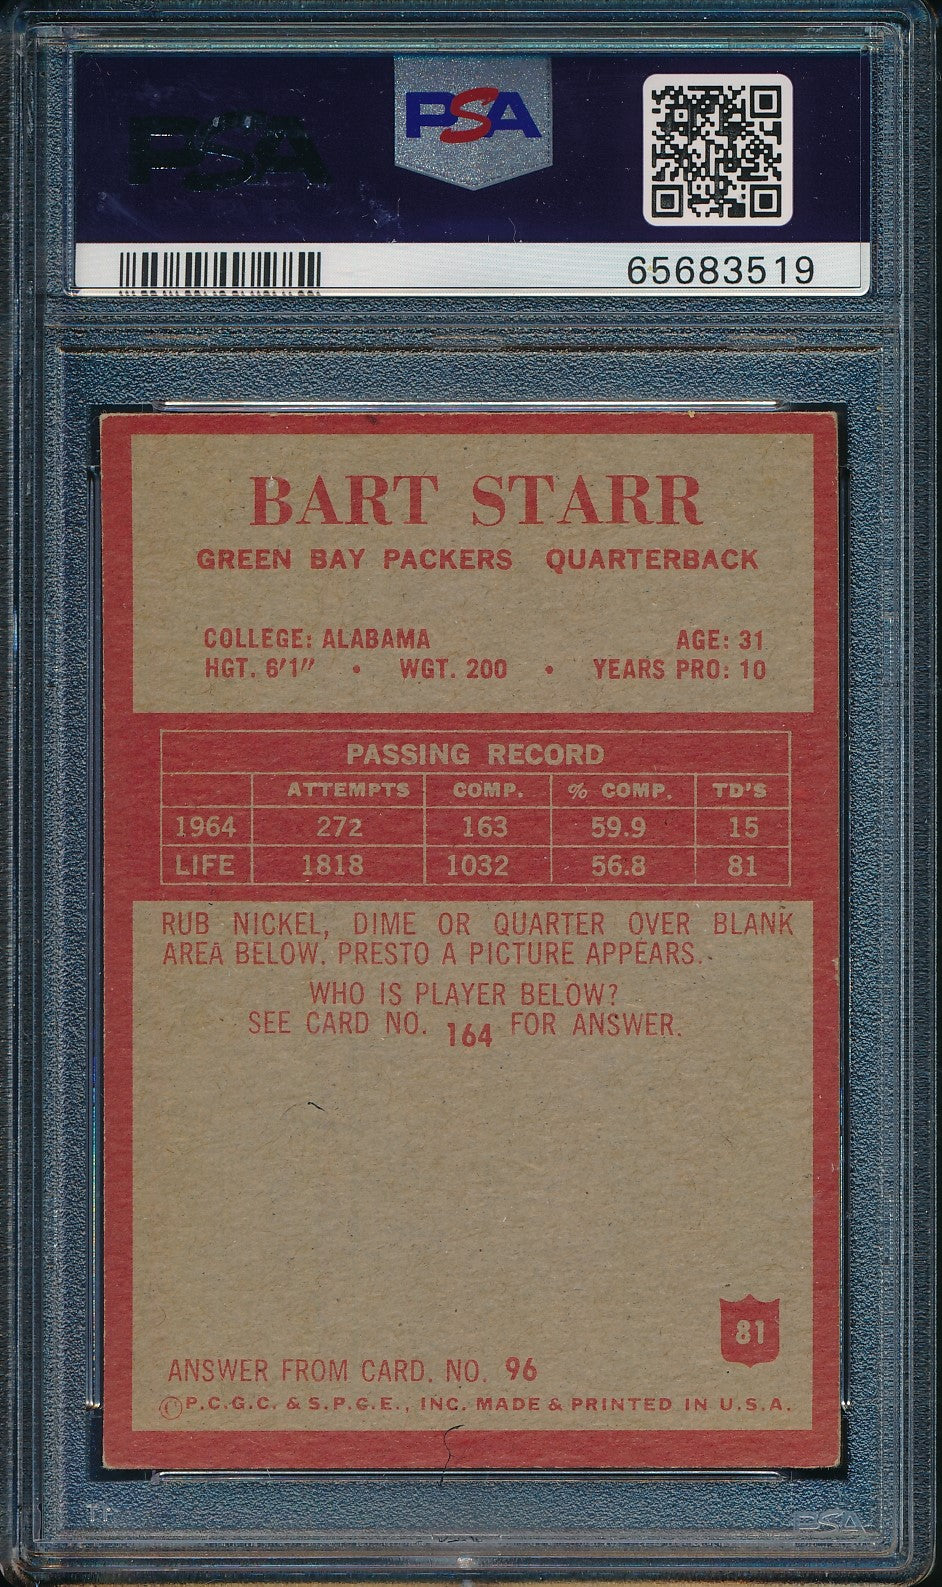 PSA
PSA
65683519
BART STARR
GREEN BAY PACKERS QUARTERBACK
COLLEGE: ALABAMA AGE: 31
HGT. 6'1" • WGT. 200 • YEARS PRO: 10
PASSING RECORD
ATTEMPTS COMP. % COMP. TD'S
1964 272 163 59.9 15
LIFE 1818 1032 56.8 81
RUB NICKEL, DIME OR QUARTER OVER BLANK
AREA BELOW. PRESTO A PICTURE APPEARS.
WHO IS PLAYER BELOW?
SEE CARD NO. 164 FOR ANSWER.
81
ANSWER FROM CARD. NO. 96
©P.C.G.C. & S.P.G.E., INC. MADE & PRINTED IN U.S.A.
PSA